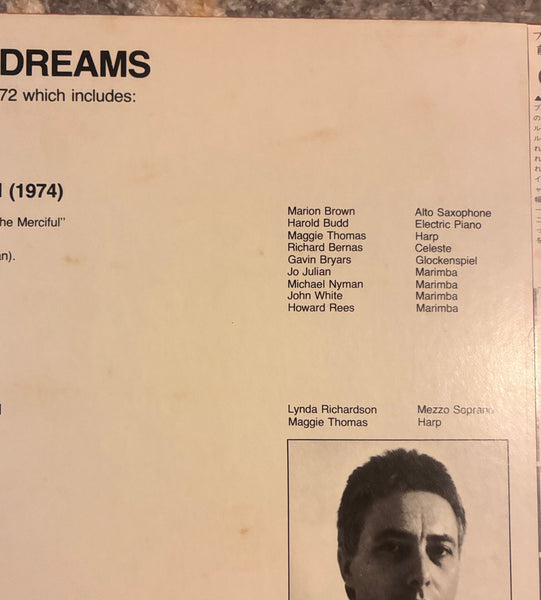 DREAMS
72 which includes:
(1974)
he Merciful"
an).
Marion Brown Alto Saxophone
Harold Budd Electric Piano
Maggie Thomas Harp
Richard Bernas Celeste
Gavin Bryars Glockenspiel
Jo Julian Marimba
Michael Nyman Marimba
John White Marimba
Howard Rees Marimba
Lynda Richardson Mezzo Soprano
Maggie Thomas Harp